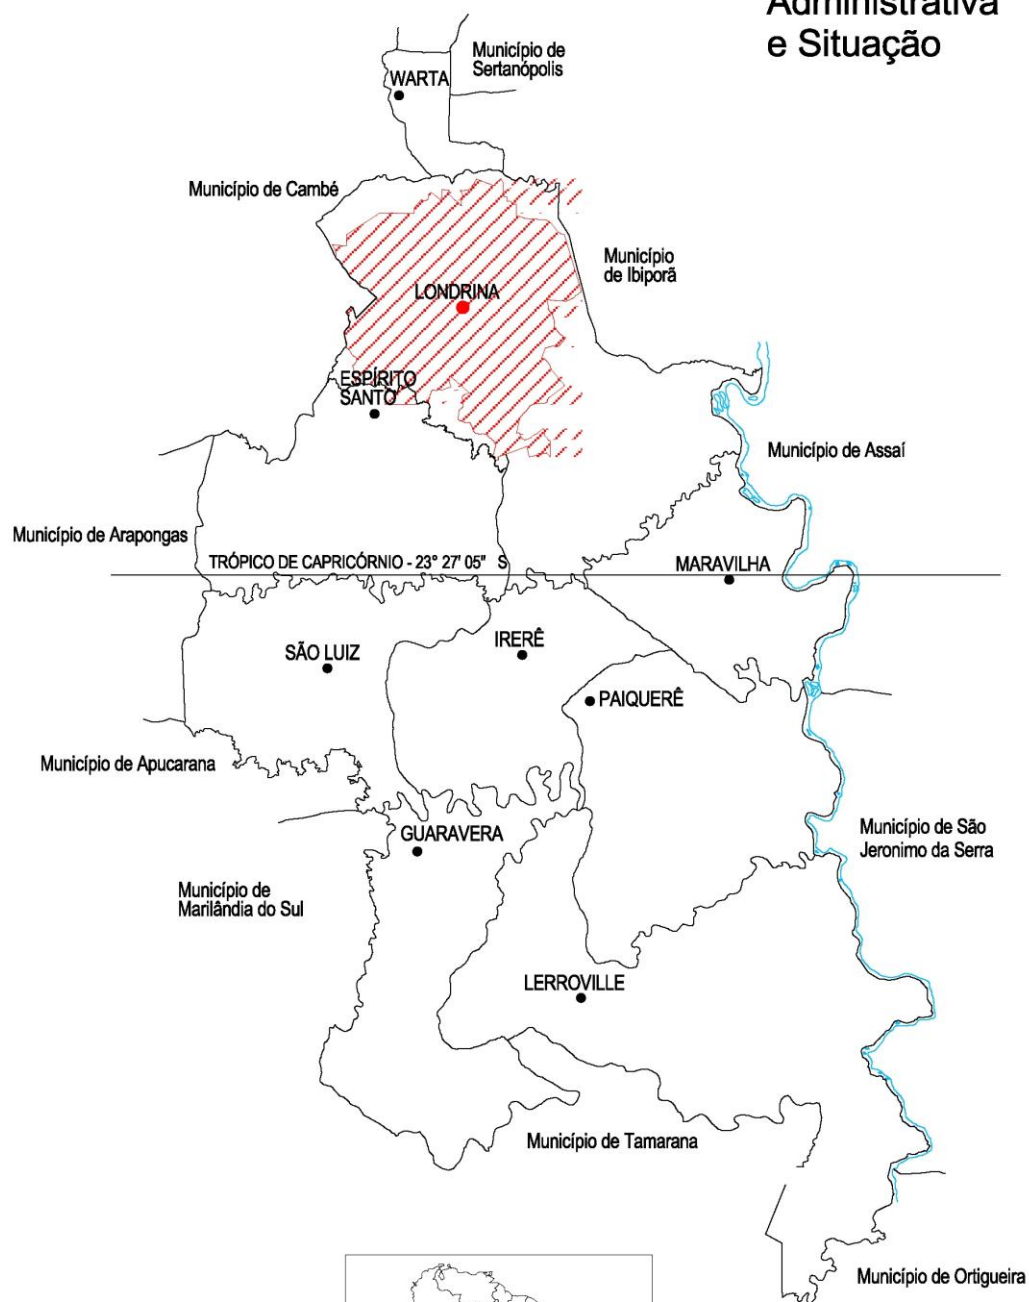 Administrativa
e Situação
Município de
Sertanópolis
WARTA
Município de Cambé
Município
de Ibiporã
LONDRINA
ESPÍRITO
SANTO
Município de Assaí
Município de Arapongas
TRÓPICO DE CAPRICÓRNIO - 23° 27' 05" S
MARAVILHA
IRERÊ
SÃO LUIZ
PAIQUERÊ
Município de Apucarana
GUARAVERA
Município de São
Jeronimo da Serra
Município de
Marilândia do Sul
LERROVILLE
Município de Tamarana
Município de Ortigueira